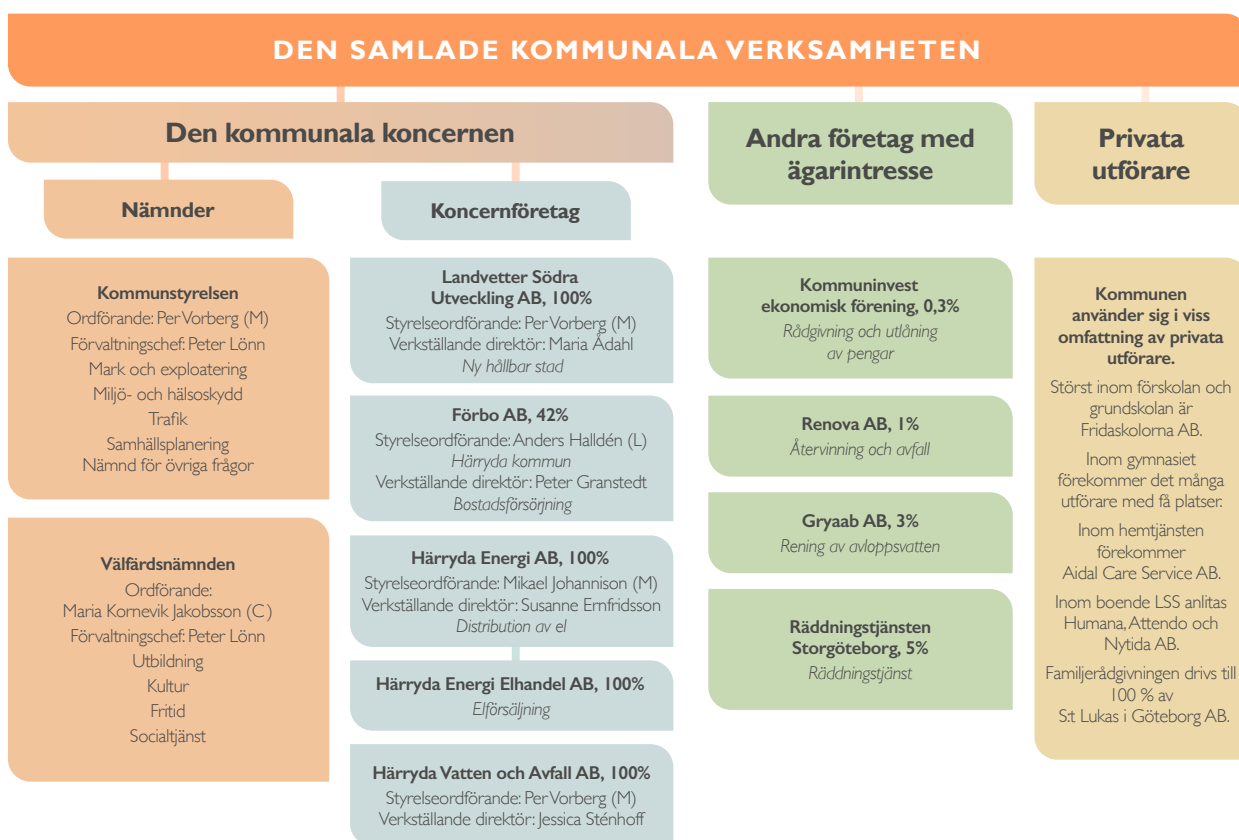 DEN SAMLADE KOMMUNALA VERKSAMHETEN
Den kommunala koncernen
Nämnder
Kommunstyrelsen
Ordförande: Per Vorberg (M)
Förvaltningschef: Peter Lönn
Mark och exploatering
Miljö- och hälsoskydd
Trafik
Samhällsplanering
Nämnd för övriga frågor
Välfärdsnämnden
Ordförande:
Maria Kornevik Jakobsson (C)
Förvaltningschef: Peter Lönn
Utbildning
Kultur
Fritid
Socialtjänst
Koncernföretag
Landvetter Södra
Utveckling AB, 100%
Styrelseordförande: Per Vorberg (M)
Verkställande direktör: Maria Ådahl
Ny hållbar stad
Förbo AB, 42%
Styrelseordförande: Anders Halldén (L)
Härryda kommun
Verkställande direktör: Peter Granstedt
Bostadsförsörjning
Härryda Energi AB, 100%
Styrelseordförande: Mikael Johannison (M)
Verkställande direktör: Susanne Ernfridsson
Distribution av el
Härryda Energi Elhandel AB, 100%
Elförsäljning
Härryda Vatten och Avfall AB, 100%
Styrelseordförande: Per Vorberg (M)
Verkställande direktör: Jessica Sténhoff
Andra företag med
ägarintresse
Kommuninvest
ekonomisk förening, 0,3%
Rådgivning och utlåning
av pengar
Renova AB, 1%
Återvinning och avfall
Gryaab AB, 3%
Rening av avloppsvatten
Räddningstjänsten
Storgöteborg, 5%
Räddningstjänst
Privata
utförare
Kommunen
använder sig i viss
omfattning av privata
utförare.
Störst inom förskolan och
grundskolan är
Fridaskolorna AB.
Inom gymnasiet
förekommer det många
utförare med få platser.
Inom hemtjänsten
förekommer
Aidal Care Service AB.
Inom boende LSS anlitas
Humana, Attendo och
Nytida AB.
Familjerådgivningen drivs till
100 % av
S:t Lukas i Göteborg AB.